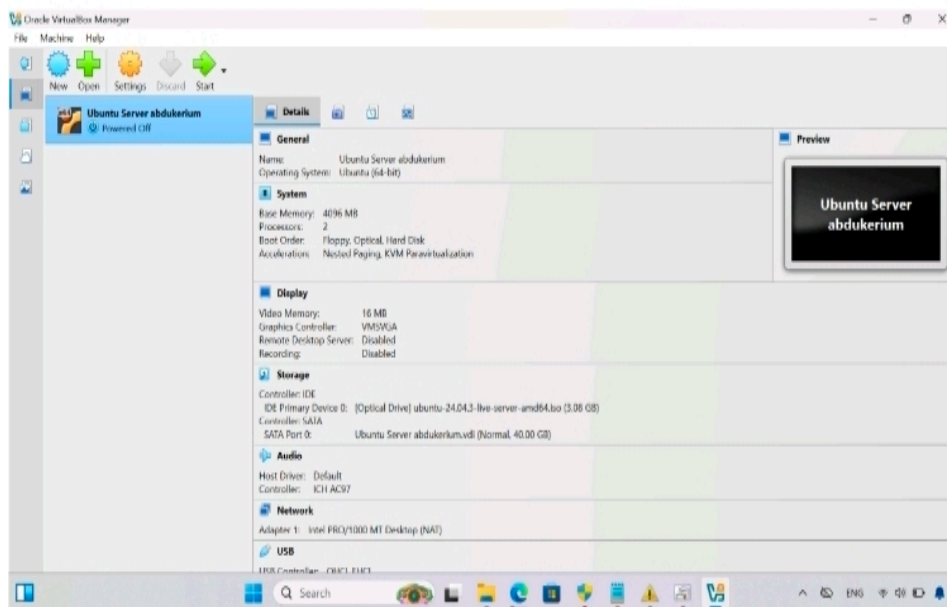 Oracle VirtualBox Manager
File Machine Help
New Open Settings Discard Start
Ubuntu Server abdukerium
Powered Off
Details
General
Name: Ubuntu Server abdukerium
Operating System: Ubuntu (64-bit)
System
Base Memory: 4096 MB
Processors: 2
Boot Order: Floppy, Optical, Hard Disk
Acceleration: Nested Paging, KVM Paravirtualization
Preview
Ubuntu Server
abdukerium
Display
Video Memory: 16 MB
Graphics Controller: VMSVGA
Remote Desktop Server: Disabled
Recording: Disabled
Storage
Controller: IDE
IDE Primary Device 0: [Optical Drive] ubuntu-24.04.3-live-server-amd64.iso (3.08 GB)
Controller: SATA
SATA Port 0: Ubuntu Server abdukerium.vdi (Normal, 40.00 GB)
Audio
Host Driver: Default
Controller: ICH AC97
Network
Adapter 1: Intel PRO/1000 MT Desktop (NAT)
USB
USB Controller: OHCI, EHCI
Search
ENG